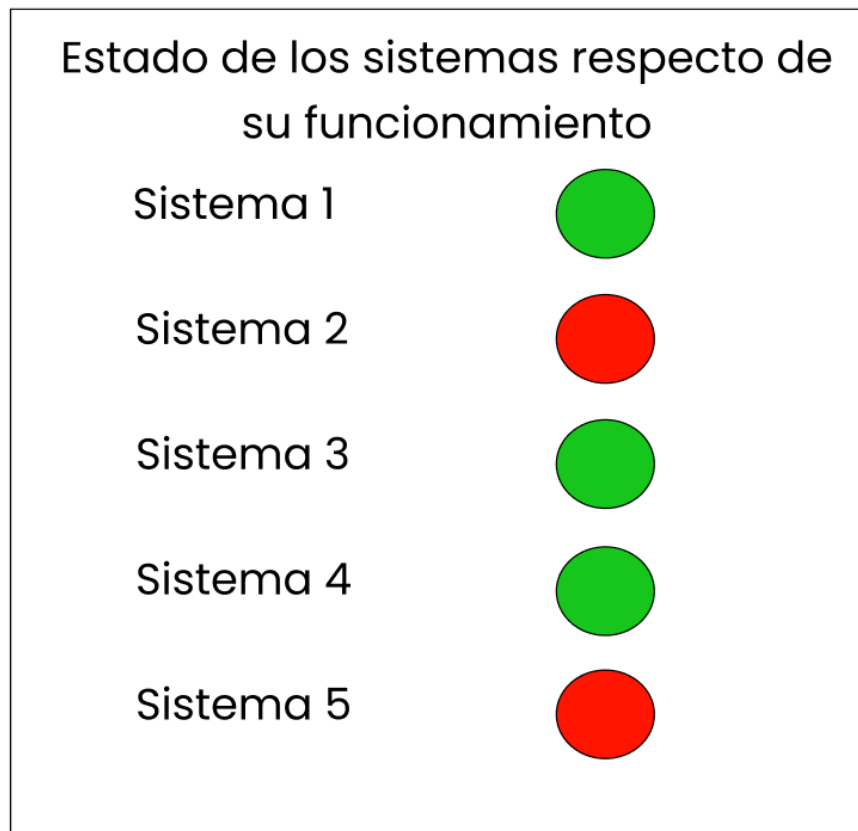 Estado de los sistemas respecto de
su funcionamiento
Sistema 1
Sistema 2
Sistema 3
Sistema 4
Sistema 5